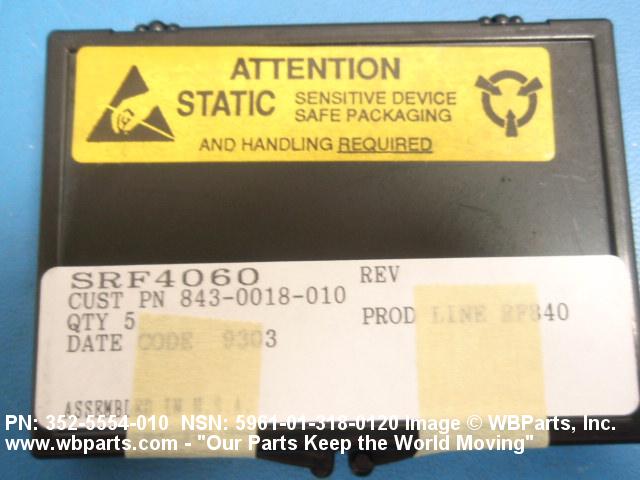 ATTENTION
STATIC SENSITIVE DEVICE
SAFE PACKAGING
AND HANDLING REQUIRED
SRF4060 REV
CUST PN 843-0018-010
QTY 5 PROD LINE RF840
DATE CODE 9303
ASSEMBLED IN U.S.A
PN: 352-5554-010 NSN: 5961-01-318-0120 Image © WBParts, Inc.
www.wbparts.com - "Our Parts Keep the World Moving"